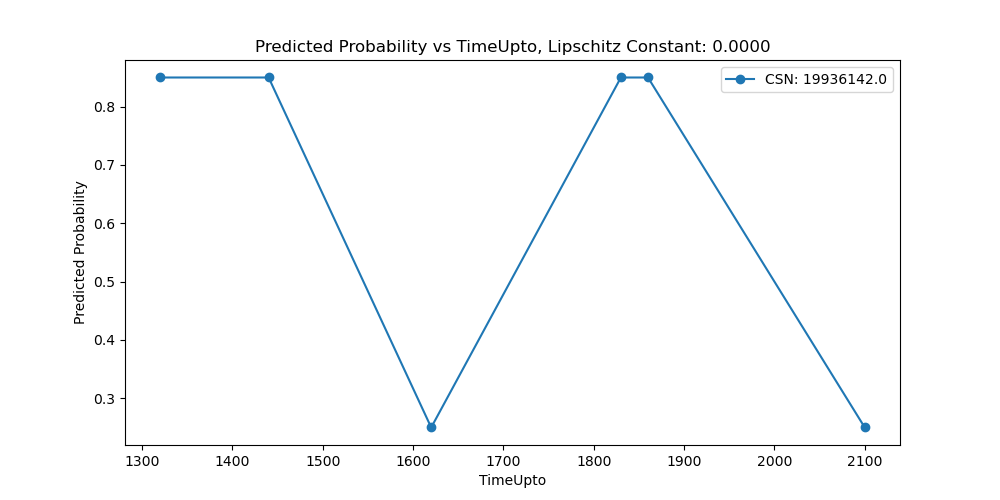 Predicted Probability vs TimeUpto, Lipschitz Constant: 0.0000
CSN: 19936142.0
Predicted Probability
0.8
0.7
0.6
0.5
0.4
0.3
1300 1400 1500 1600 1700 1800 1900 2000 2100
TimeUpto